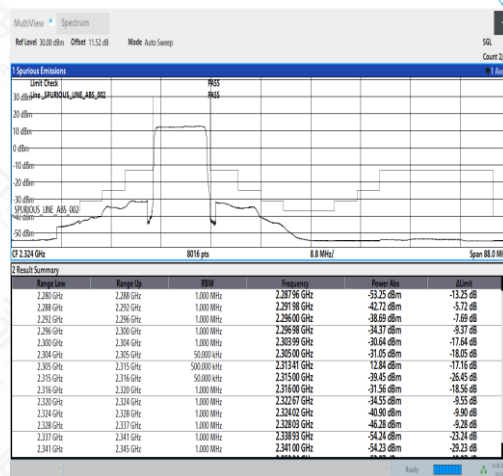 MultiView Spectrum
Ref Level 30.00 dBm Offset 11.52 dB Mode Auto Sweep SGL
Count 2
1 Spurious Emissions
Limit Check PASS
30 dBm Line _SPURIOUS_LINE_ABS_002 PASS
20 dBm
10 dBm
0 dBm
-10 dBm
-20 dBm
-30 dBm
SPURIOUS_LINE_ABS_002
-50 dBm
CF 2.324 GHz 8016 pts 8.8 MHz/ Span 88.0 M
2 Result Summary
Range Low Range Up RBW Frequency Power Abs ΔLimit
2.280 GHz 2.288 GHz 1.000 MHz 2.28796 GHz -53.25 dBm -13.25 dB
2.288 GHz 2.292 GHz 1.000 MHz 2.29198 GHz -42.72 dBm -5.72 dB
2.292 GHz 2.296 GHz 1.000 MHz 2.29600 GHz -38.69 dBm -7.69 dB
2.296 GHz 2.300 GHz 1.000 MHz 2.29698 GHz -34.37 dBm -9.37 dB
2.300 GHz 2.304 GHz 1.000 MHz 2.30399 GHz -30.64 dBm -17.64 dB
2.304 GHz 2.305 GHz 50.000 kHz 2.30500 GHz -31.05 dBm -18.05 dB
2.305 GHz 2.315 GHz 500.000 kHz 2.31341 GHz 12.84 dBm -17.16 dB
2.315 GHz 2.316 GHz 50.000 kHz 2.31500 GHz -39.45 dBm -26.45 dB
2.316 GHz 2.320 GHz 1.000 MHz 2.31600 GHz -31.56 dBm -18.56 dB
2.320 GHz 2.324 GHz 1.000 MHz 2.32267 GHz -34.55 dBm -9.55 dB
2.324 GHz 2.328 GHz 1.000 MHz 2.32402 GHz -40.90 dBm -9.90 dB
2.328 GHz 2.337 GHz 1.000 MHz 2.32803 GHz -46.28 dBm -9.28 dB
2.337 GHz 2.341 GHz 1.000 MHz 2.33893 GHz -54.24 dBm -23.24 dB
2.341 GHz 2.345 GHz 1.000 MHz 2.34100 GHz -54.23 dBm -29.23 dB
Ready